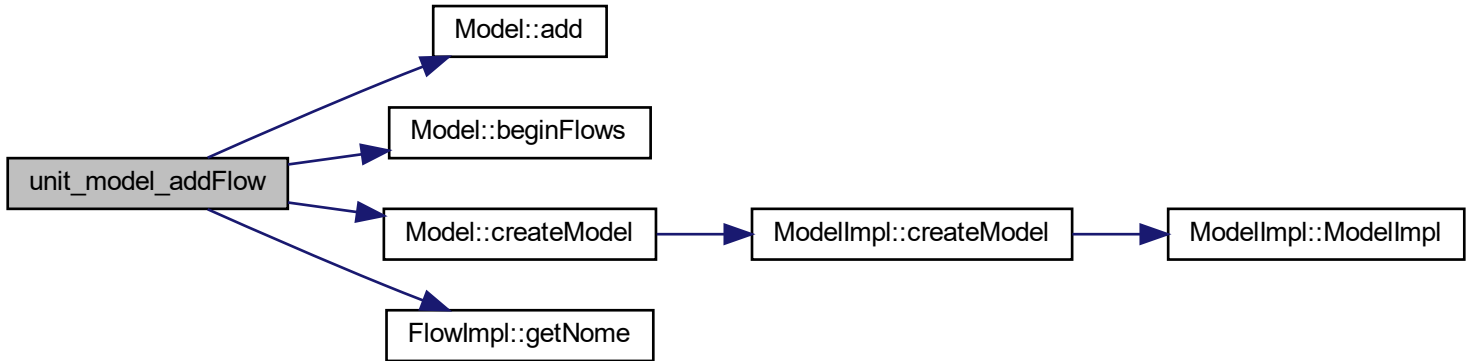 Model::add
Model::beginFlows
unit_model_addFlow
Model::createModel
ModelImpl::createModel
ModelImpl::ModelImpl
FlowImpl::getNome